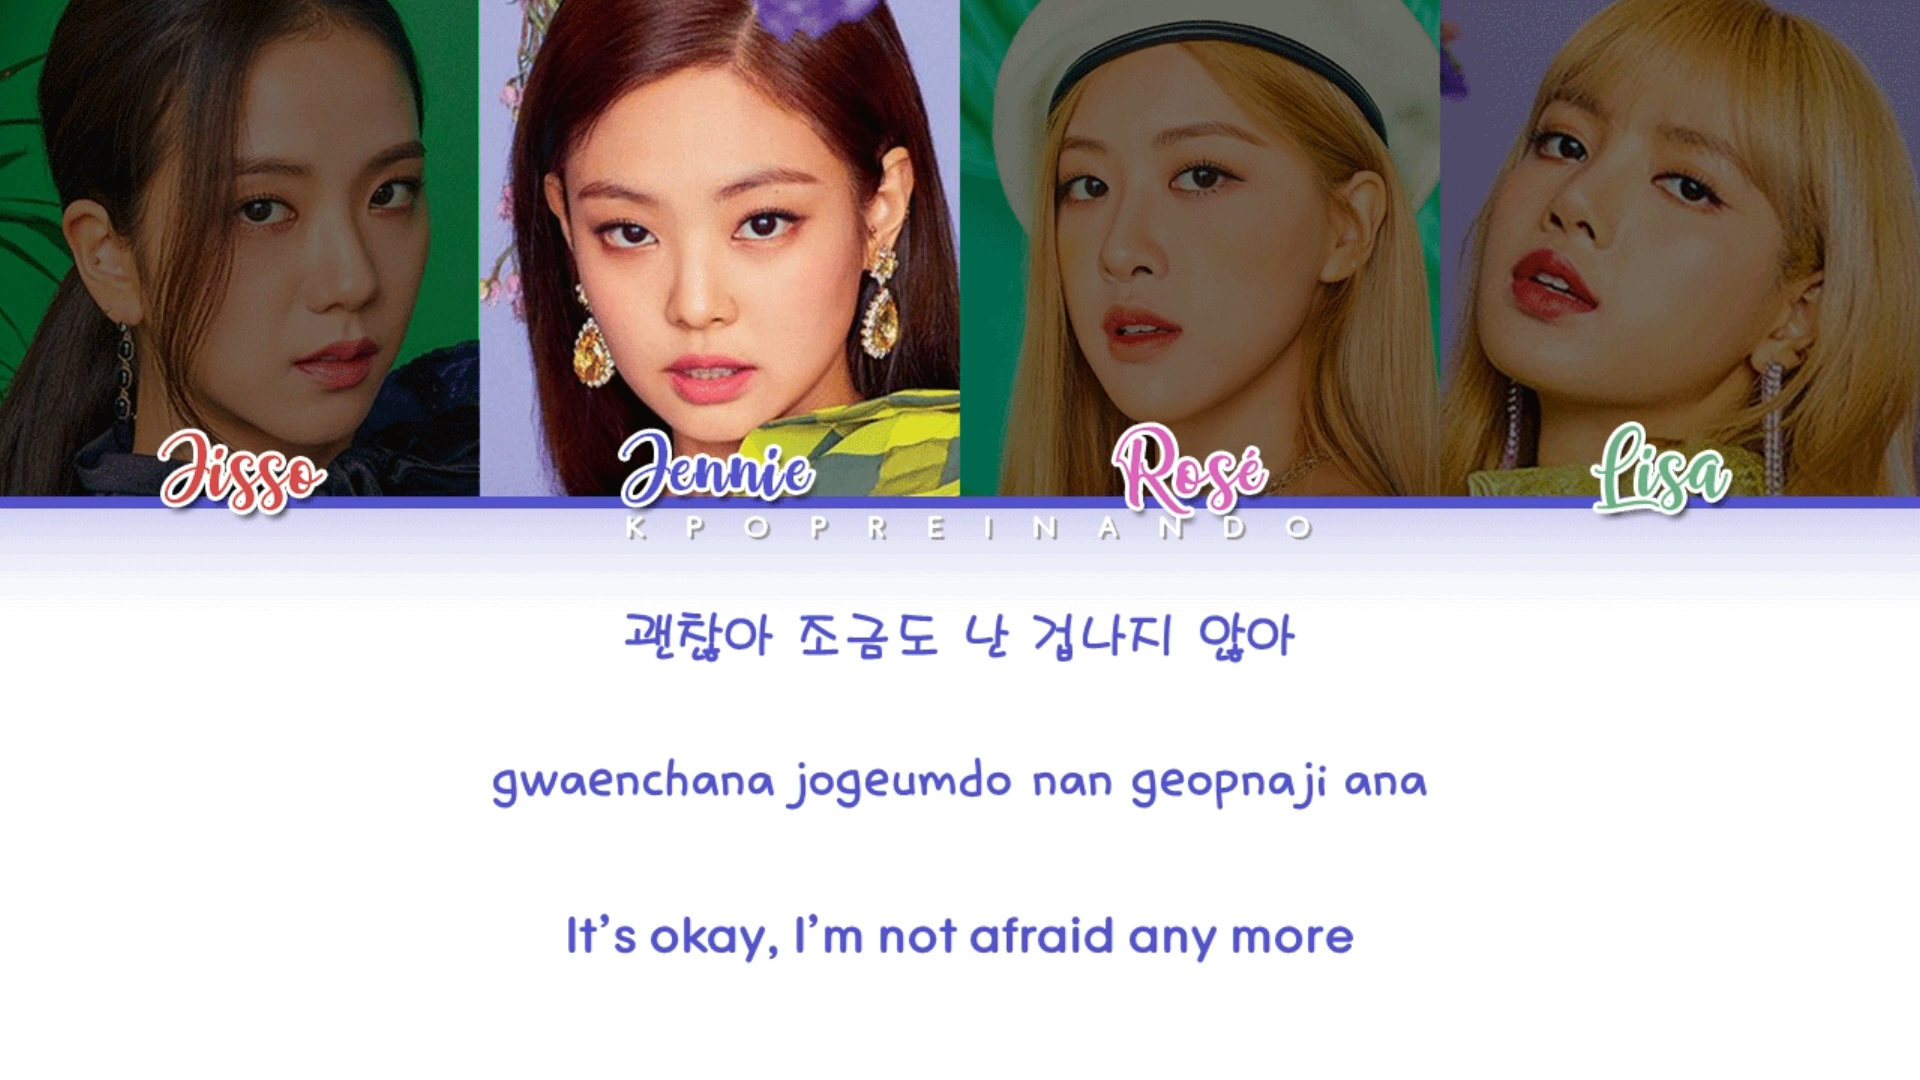 Jisso Jennie Rosé Lisa
KPOPREINANDO
괜찮아 조금도 난 겁나지 않아
gwaenchana jogeumdo nan geopnaji ana
It's okay, I'm not afraid any more